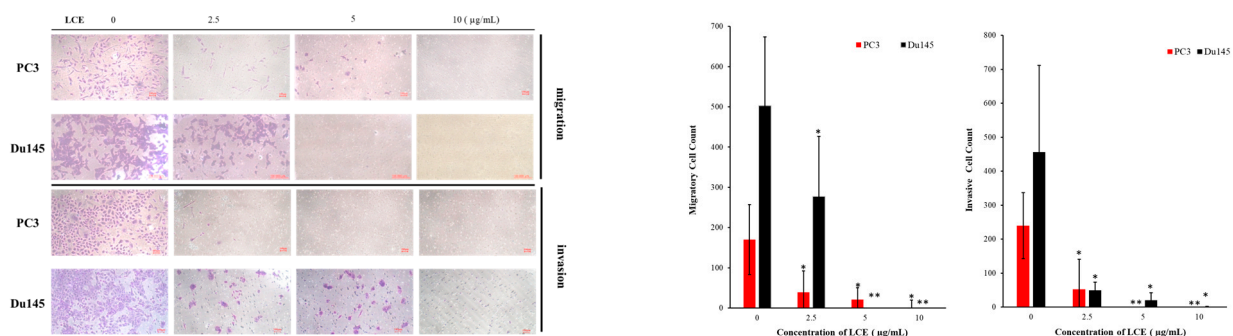 LCE 0 2.5 5 10 ( µg/mL)
PC3
Du145
migration
PC3
Du145
invasion
700
600
500
400
300
200
100
0
Migratory Cell Count
PC3 Du145
*
*
*
**
*
**
0 2.5 5 10
Concentration of LCE ( µg/mL)
800
700
600
500
400
300
200
100
0
Invasive Cell Count
PC3 Du145
*
*
**
*
**
*
0 2.5 5 10
Concentration of LCE ( µg/mL)